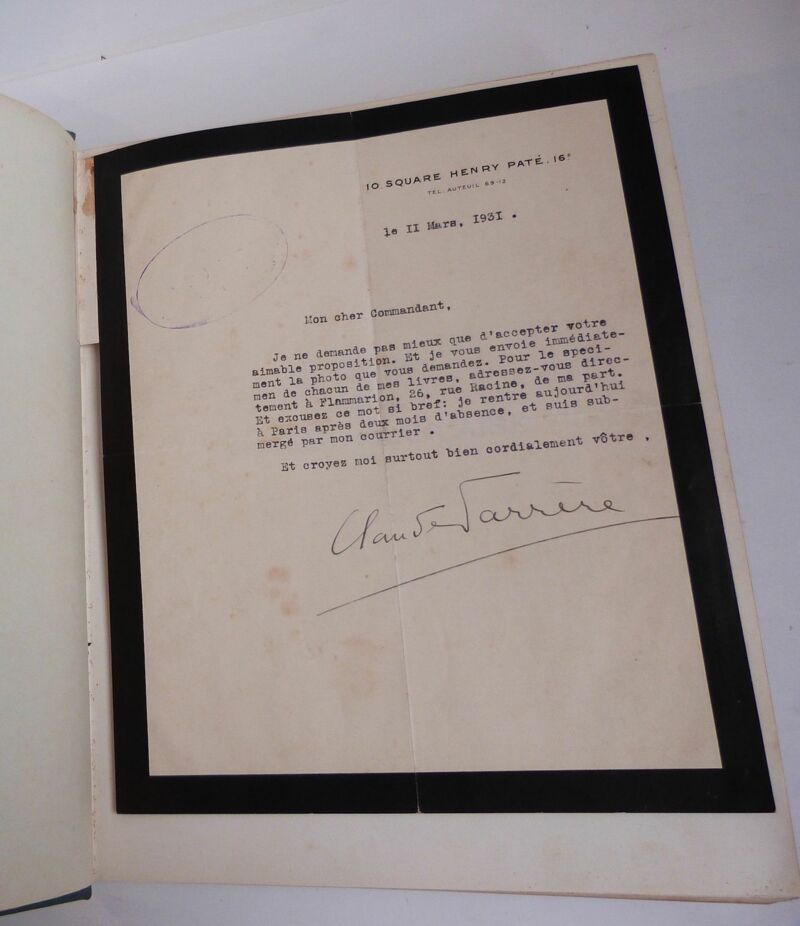 10. SQUARE HENRY PATÉ. 16ᵉ
TÉL. AUTEUIL 69-12
le II Mars, I93I .
Mon cher Commandant,
Je ne demande pas mieux que d'accepter votre
aimable proposition. Et je vous envoie immédiate-
ment la photo que vous demandez. Pour le speci-
men de chacun de mes livres, adressez-vous direc-
tement à Flammarion, 26, rue Racine, de ma part.
Et excusez ce mot si bref: je rentre aujourd'hui
à Paris après deux mois d'absence, et suis sub-
mergé par mon courrier .
Et croyez moi surtout bien cordialement vôtre ,
Claude Farrère